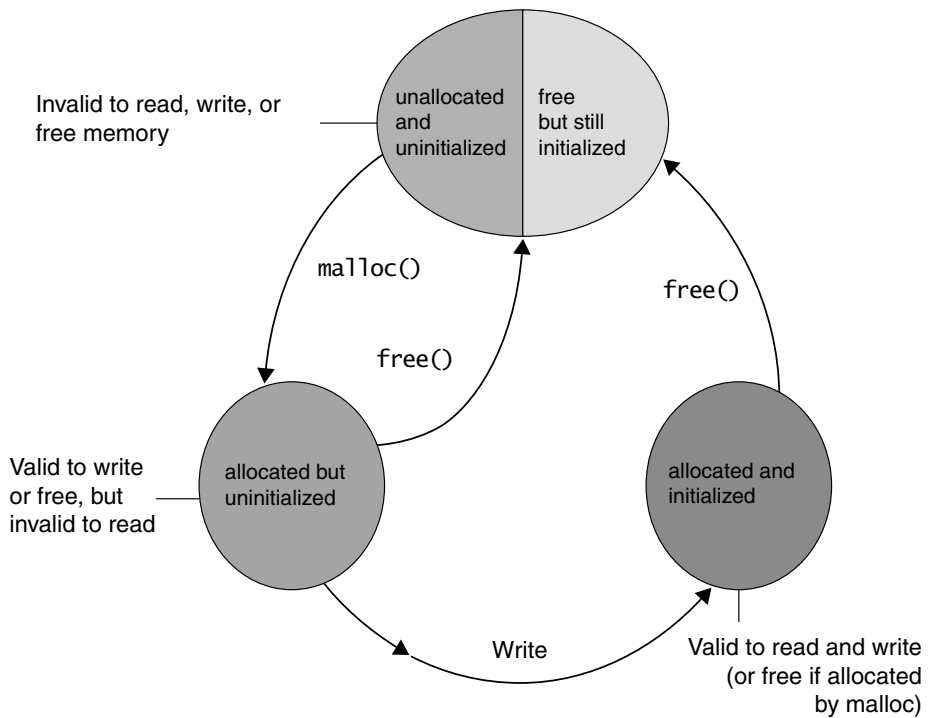 Invalid to read, write, or
free memory
unallocated
and
uninitialized
free
but still
initialized
malloc()
free()
free()
Valid to write
or free, but
invalid to read
allocated but
uninitialized
allocated and
initialized
Write
Valid to read and write
(or free if allocated
by malloc)